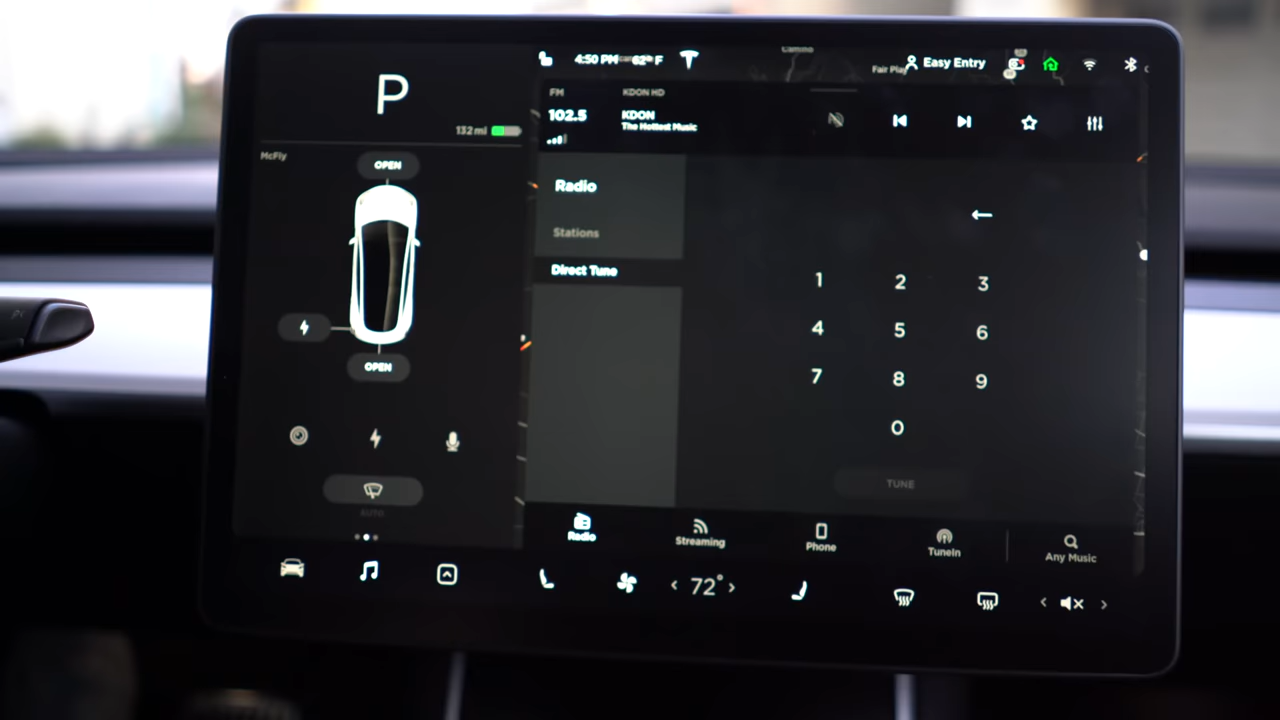 P
132 mi
McFly
OPEN
OPEN
AUTO
4:50 PM
62° F
Camino
Fair Play
Easy Entry
FM
KDON HD
102.5
KDON
The Hottest Music
Radio
Stations
Direct Tune
1 2 3
4 5 6
7 8 9
0
TUNE
Radio
Streaming
Phone
TuneIn
Any Music
72°